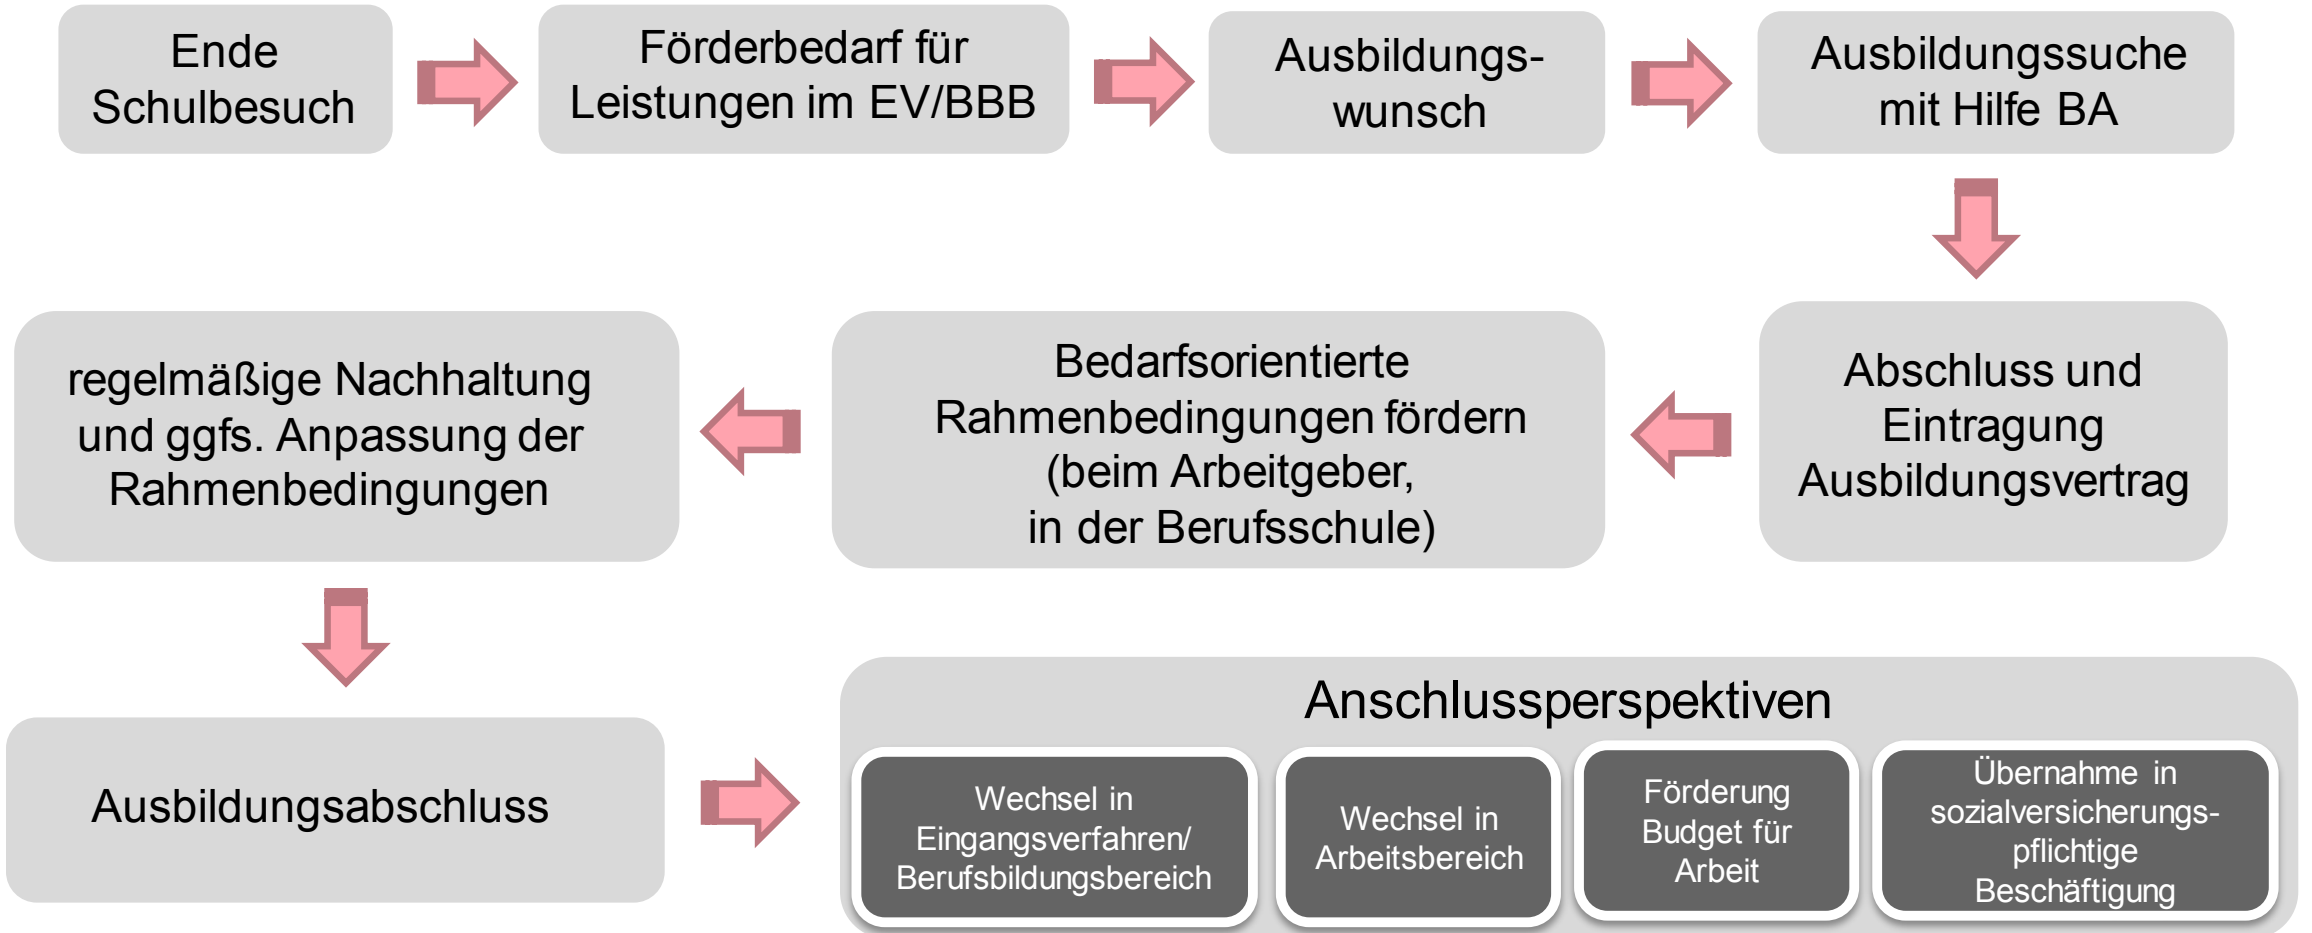 Ende
Schulbesuch
Förderbedarf für
Leistungen im EV/BBB
Ausbildungs-
wunsch
Ausbildungssuche
mit Hilfe BA
Abschluss und
Eintragung
Ausbildungsvertrag
Bedarfsorientierte
Rahmenbedingungen fördern
(beim Arbeitgeber,
in der Berufsschule)
regelmäßige Nachhaltung
und ggfs. Anpassung der
Rahmenbedingungen
Ausbildungsabschluss
Anschlussperspektiven
Wechsel in
Eingangsverfahren/
Berufsbildungsbereich
Wechsel in
Arbeitsbereich
Förderung
Budget für
Arbeit
Übernahme in
sozialversicherungs-
pflichtige
Beschäftigung